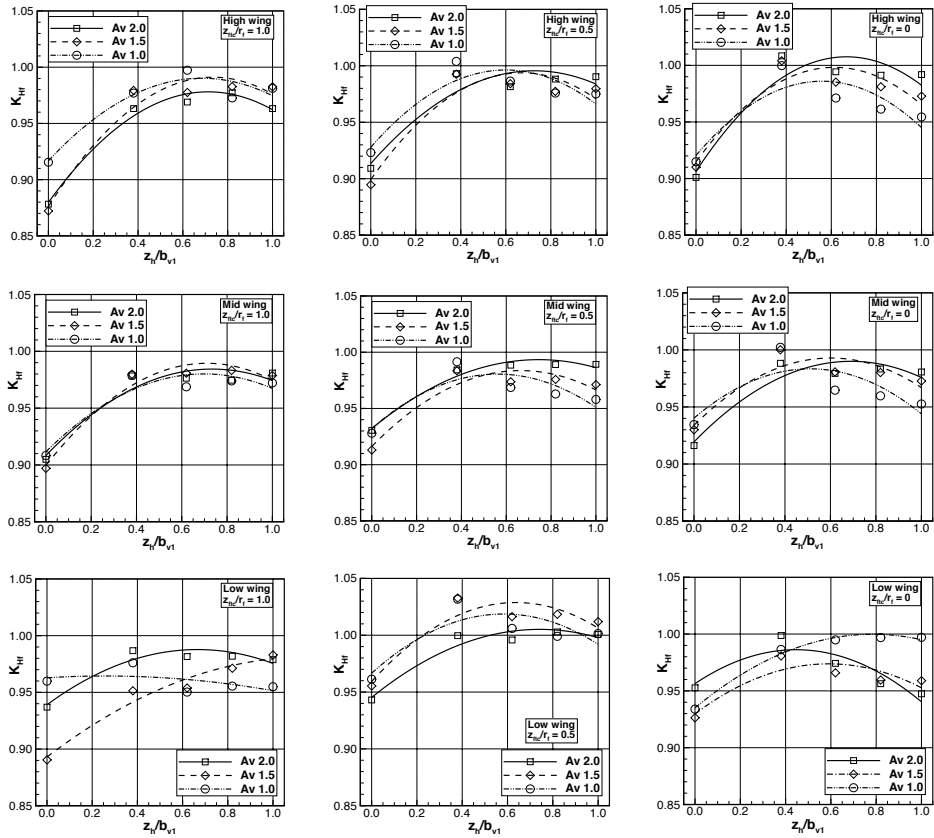 1.05
1.00
0.95
0.90
0.85
K_Hf
Av 2.0
Av 1.5
Av 1.0
High wing
z_ftc/r_f = 1.0
0.0 0.2 0.4 0.6 0.8 1.0
z_h/b_v1
1.05
1.00
0.95
0.90
0.85
Av 2.0
Av 1.5
Av 1.0
High wing
z_ftc/r_f = 0.5
0.0 0.2 0.4 0.6 0.8 1.0
z_h/b_v1
1.05
1.00
0.95
0.90
0.85
Av 2.0
Av 1.5
Av 1.0
High wing
z_ftc/r_f = 0
0.0 0.2 0.4 0.6 0.8 1.0
z_h/b_v1
1.05
1.00
0.95
0.90
0.85
K_Hf
Av 2.0
Av 1.5
Av 1.0
Mid wing
z_ftc/r_f = 1.0
0.0 0.2 0.4 0.6 0.8 1.0
z_h/b_v1
1.05
1.00
0.95
0.90
0.85
Av 2.0
Av 1.5
Av 1.0
Mid wing
z_ftc/r_f = 0.5
0.0 0.2 0.4 0.6 0.8 1.0
z_h/b_v1
1.05
1.00
0.95
0.90
0.85
Av 2.0
Av 1.5
Av 1.0
Mid wing
z_ftc/r_f = 0
0.0 0.2 0.4 0.6 0.8 1.0
z_h/b_v1
1.05
1.00
0.95
0.90
0.85
K_Hf
Low wing
z_ftc/r_f = 1.0
Av 2.0
Av 1.5
Av 1.0
0.0 0.2 0.4 0.6 0.8 1.0
z_h/b_v1
1.05
1.00
0.95
0.90
0.85
Low wing
z_ftc/r_f = 0.5
Av 2.0
Av 1.5
Av 1.0
0.0 0.2 0.4 0.6 0.8 1.0
z_h/b_v1
1.05
1.00
0.95
0.90
0.85
Low wing
z_ftc/r_f = 0
Av 2.0
Av 1.5
Av 1.0
0.0 0.2 0.4 0.6 0.8 1.0
z_h/b_v1